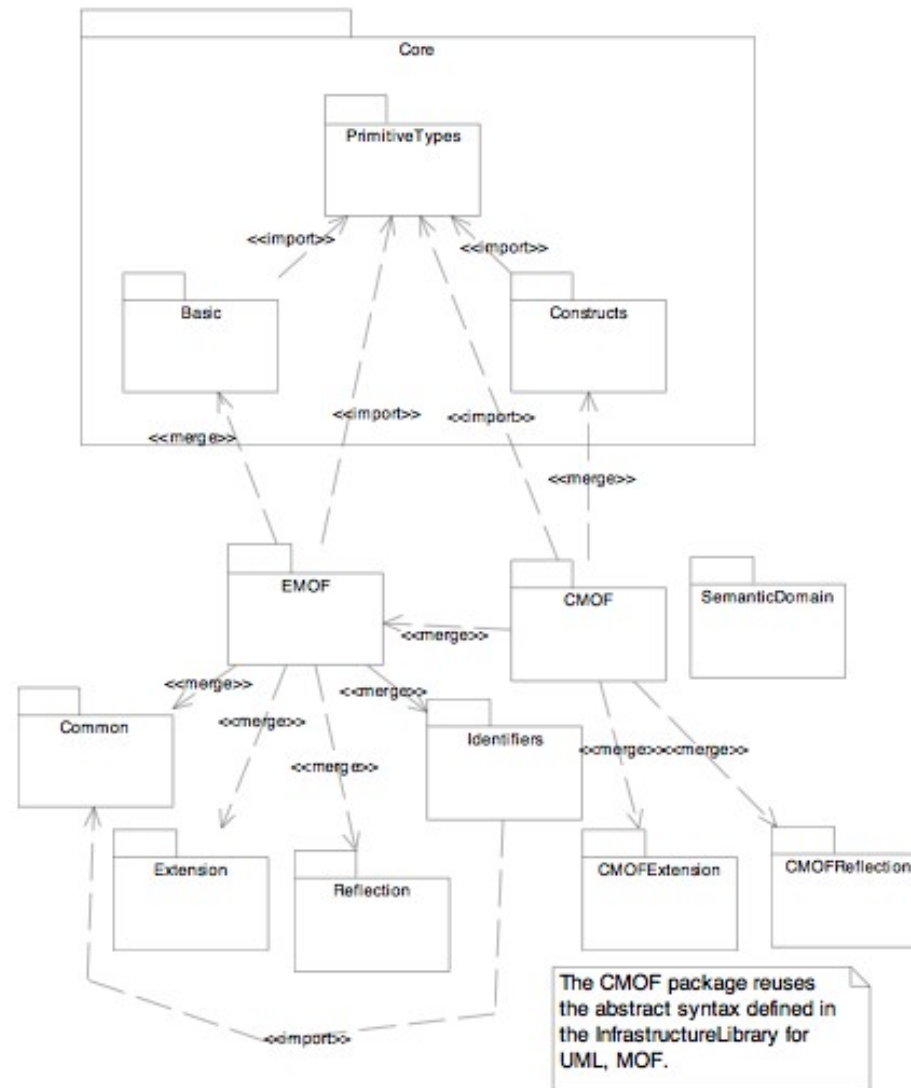 Core
PrimitiveTypes
<<import>>
<<import>>
Basic
Constructs
<<import>>
<<import>>
<<merge>>
<<merge>>
EMOF
CMOF
SemanticDomain
<<merge>>
<<merge>>
<<merge>>
Common
<<merge>>
Identifiers
<<merge>>
<<merge>>
<<merge>>
Extension
Reflection
CMOFExtension
CMOFReflection
The CMOF package reuses
the abstract syntax defined in
the InfrastructureLibrary for
UML, MOF.
<<import>>